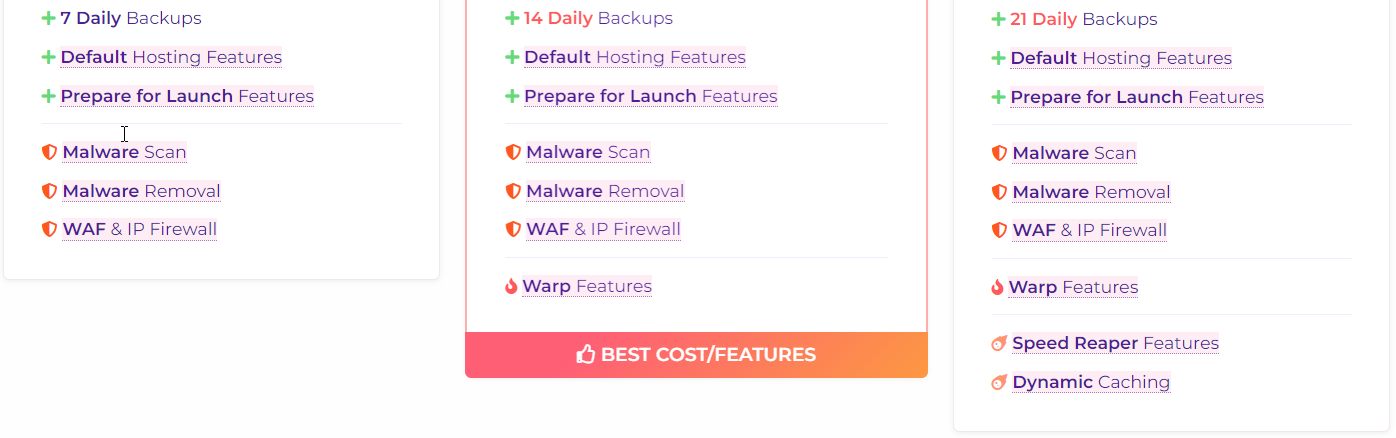 7 Daily Backups
Default Hosting Features
Prepare for Launch Features
Malware Scan
Malware Removal
WAF & IP Firewall
14 Daily Backups
Default Hosting Features
Prepare for Launch Features
Malware Scan
Malware Removal
WAF & IP Firewall
Warp Features
BEST COST/FEATURES
21 Daily Backups
Default Hosting Features
Prepare for Launch Features
Malware Scan
Malware Removal
WAF & IP Firewall
Warp Features
Speed Reaper Features
Dynamic Caching